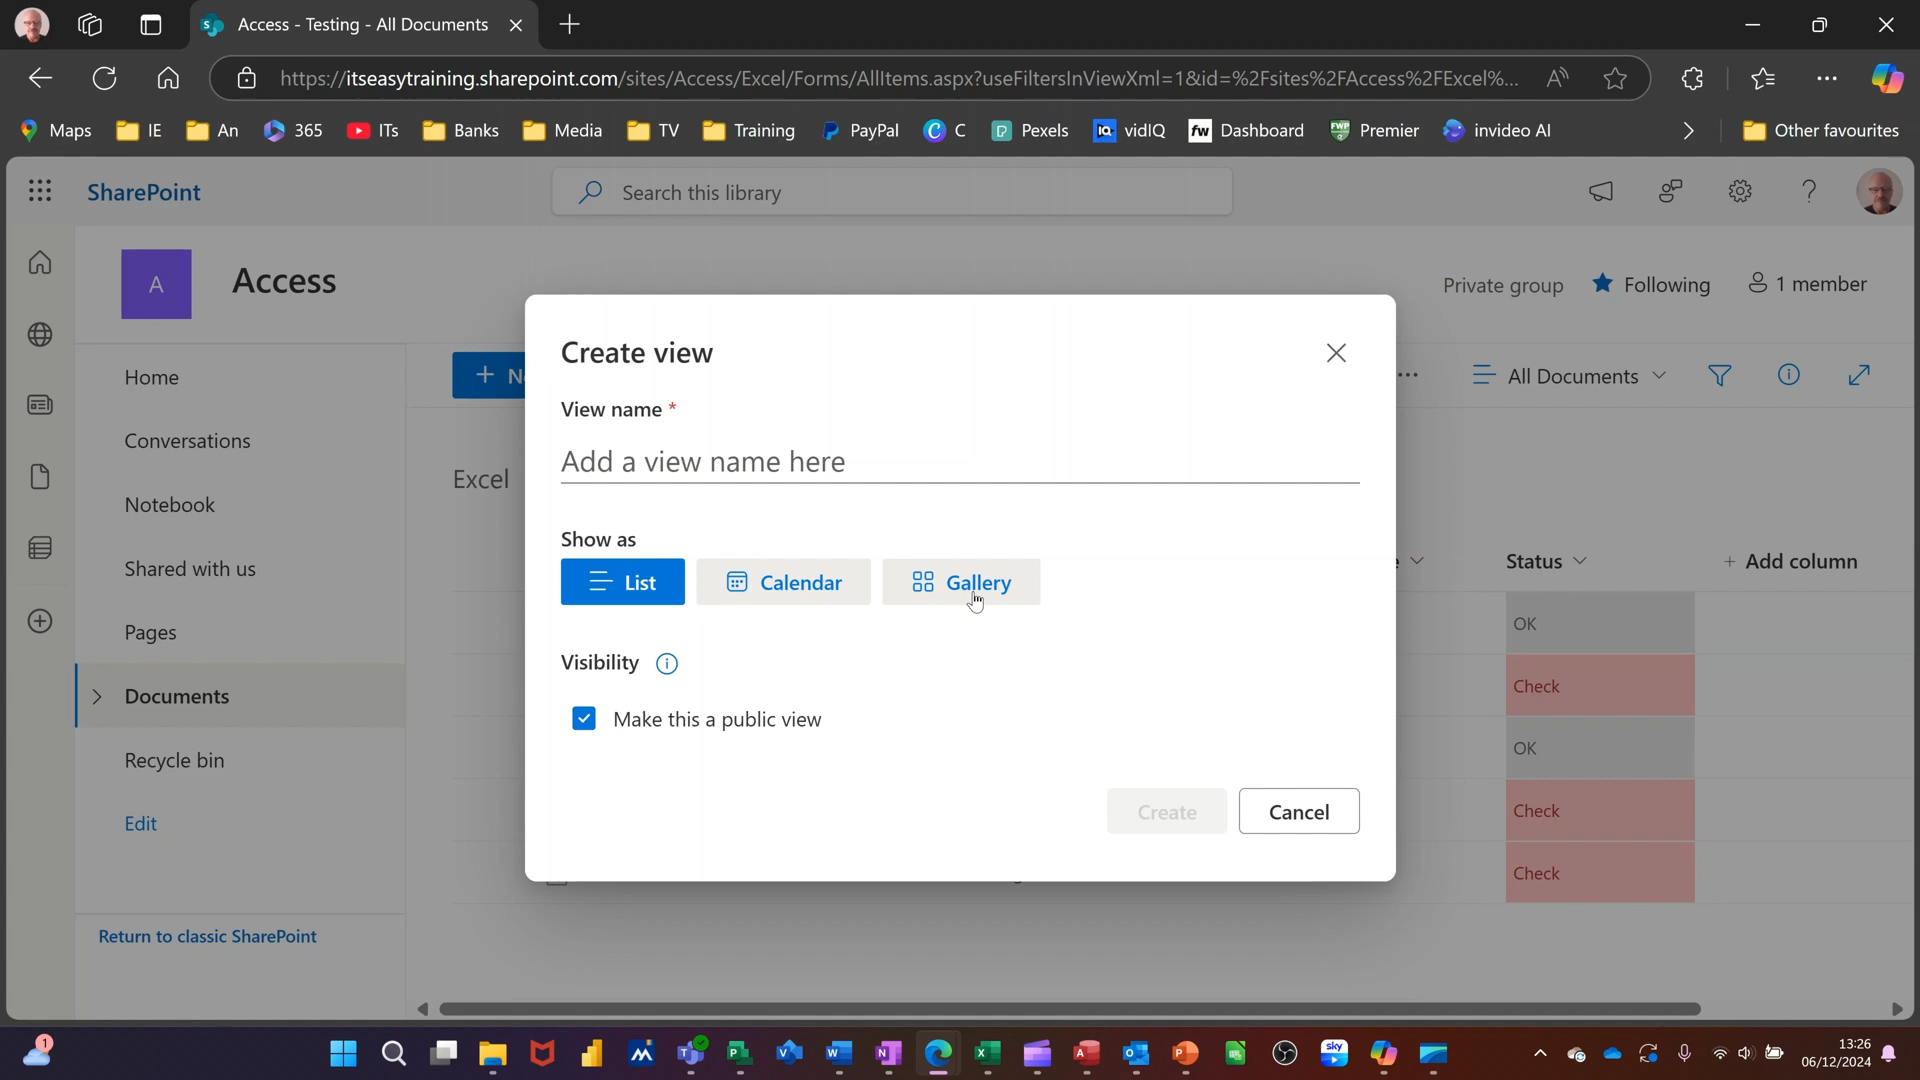 Access - Testing - All Documents
https://itseasytraining.sharepoint.com/sites/Access/Excel/Forms/AllItems.aspx?useFiltersInViewXml=1&id=%2Fsites%2FAccess%2FExcel%...
Maps IE An 365 ITs Banks Media TV Training PayPal C Pexels vidIQ Dashboard Premier invideo AI Other favourites
SharePoint
Search this library
A
Access
Private group Following 1 member
Home
All Documents
Create view
View name *
Add a view name here
Conversations
Excel
Notebook
Show as
List Calendar Gallery
Status
Add column
Shared with us
OK
Pages
Visibility
Check
Documents
Make this a public view
OK
Recycle bin
Create Cancel
Check
Edit
Check
Return to classic SharePoint
1
sky
13:26
06/12/2024